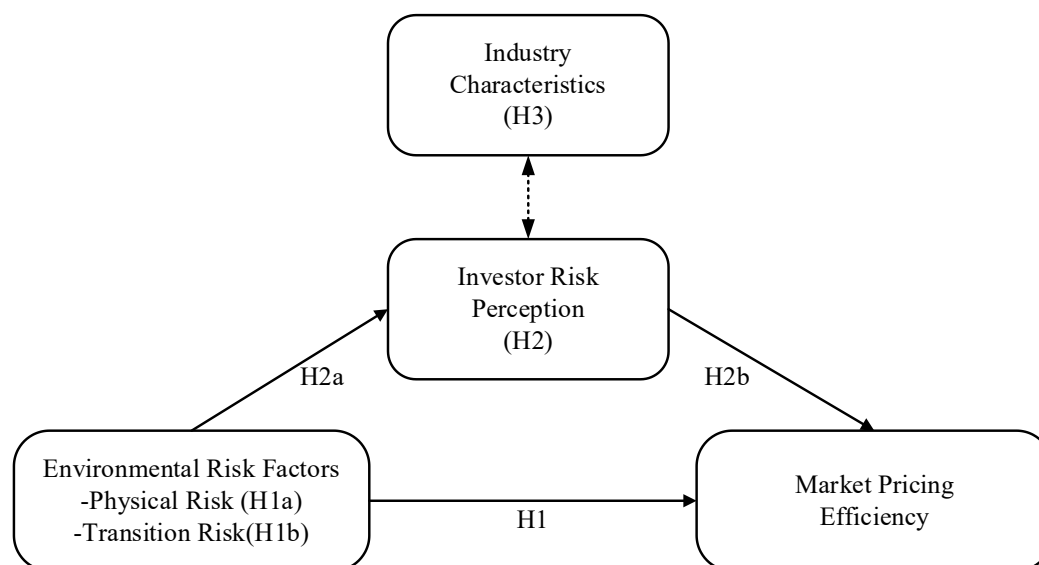 Industry
Characteristics
(H3)
Investor Risk
Perception
(H2)
H2a
H2b
Environmental Risk Factors
-Physical Risk (H1a)
-Transition Risk(H1b)
H1
Market Pricing
Efficiency